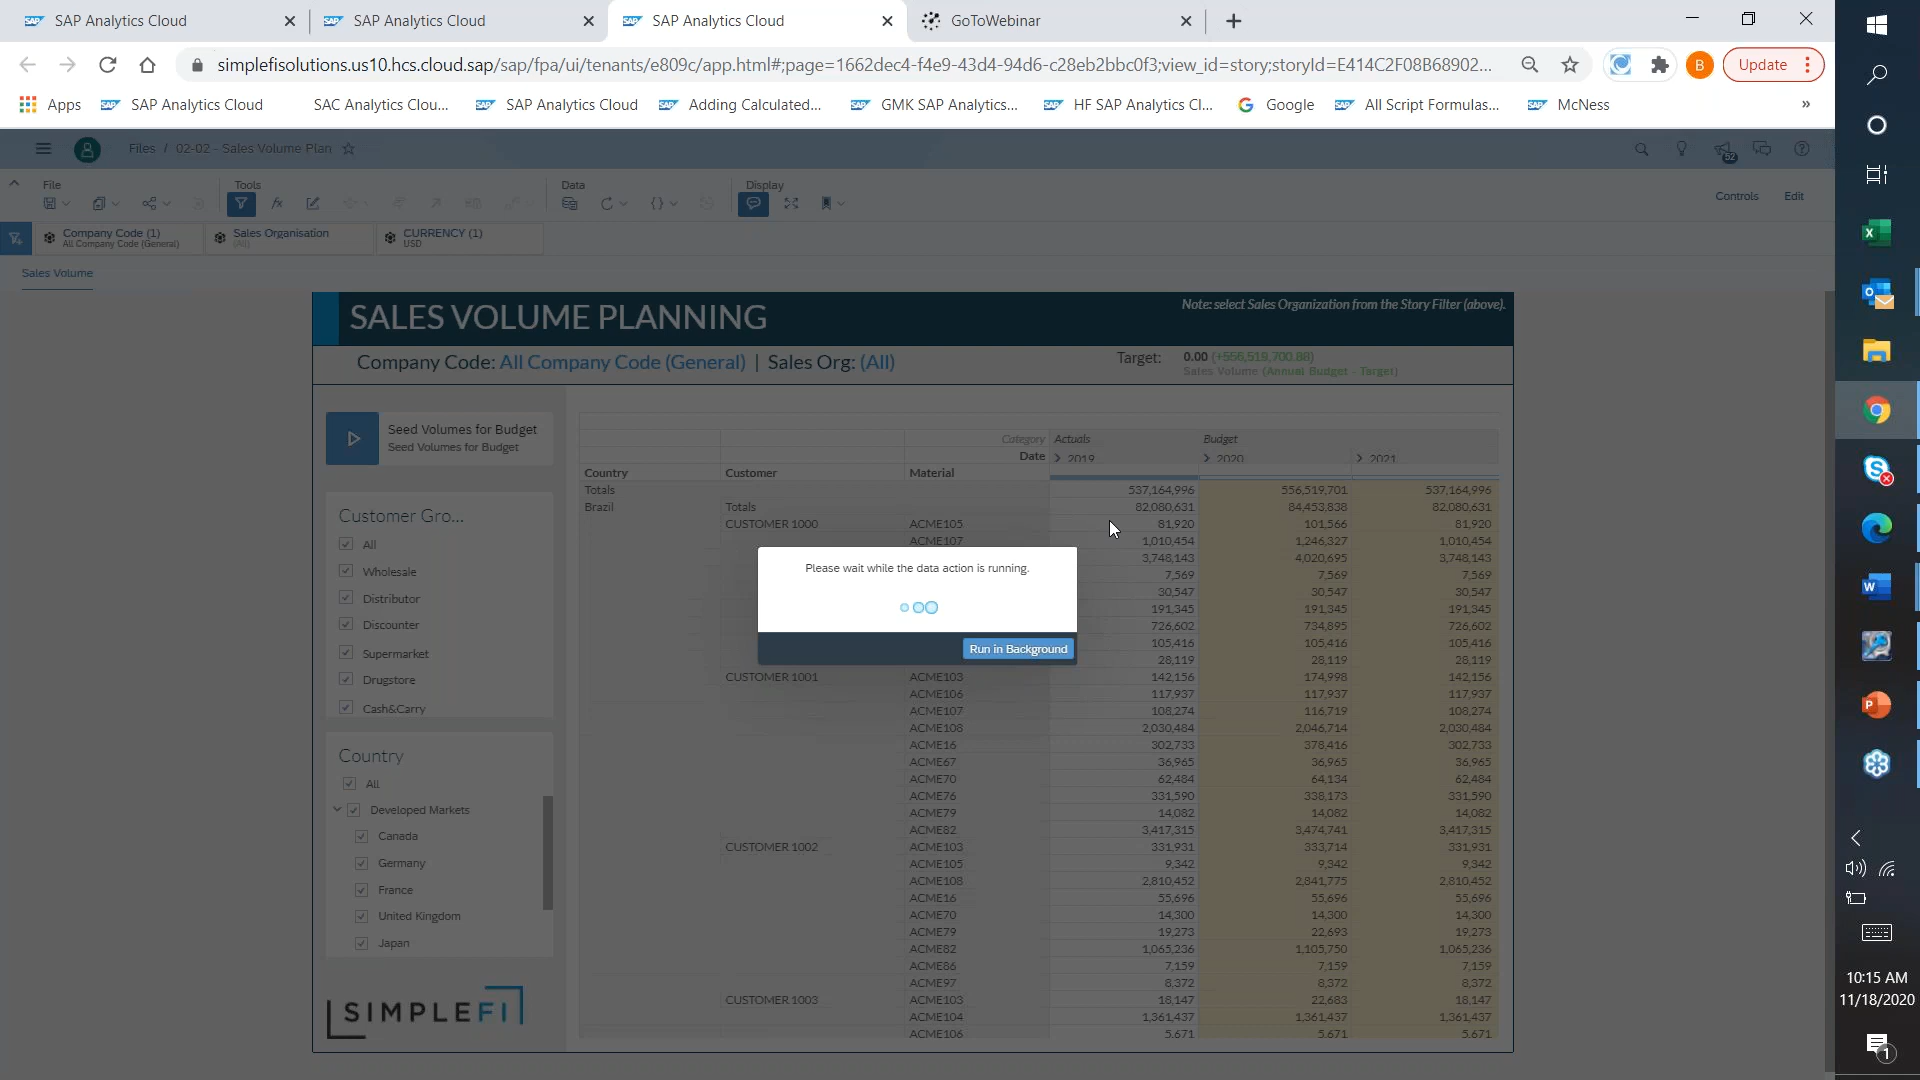 SAP Analytics Cloud
SAP Analytics Cloud
SAP Analytics Cloud
GoToWebinar
simplefisolutions.us10.hcs.cloud.sap/sap/fpa/ui/tenants/e809c/app.html#;page=1662dec4-f4e9-43d4-94d6-c28eb2bbc0f3;view_id=story;storyId=E414C2F08B68902...
B
Update
Apps
SAP Analytics Cloud
SAC Analytics Clou...
SAP Analytics Cloud
Adding Calculated...
GMK SAP Analytics...
HF SAP Analytics Cl...
Google
All Script Formulas...
McNess
»
Files / 02-02 - Sales Volume Plan
52
File
Tools
Data
Display
Controls
Edit
Company Code (1)
All Company Code (General)
Sales Organisation
(All)
CURRENCY (1)
USD
Sales Volume
SALES VOLUME PLANNING
Note: select Sales Organization from the Story Filter (above).
Company Code: All Company Code (General) | Sales Org: (All)
Target: 0.00 (+556,519,700.88)
Sales Volume (Annual Budget - Target)
Seed Volumes for Budget
Seed Volumes for Budget
Customer Gro...
All
Wholesale
Distributor
Discounter
Supermarket
Drugstore
Cash&Carry
Country
All
Developed Markets
Canada
Germany
France
United Kingdom
Japan
SIMPLEFI
Category Actuals Budget
Date > 2019 > 2020 > 2021
Country Customer Material
Totals 537,164,996 556,519,701 537,164,996
Brazil Totals 82,080,631 84,453,838 82,080,631
CUSTOMER 1000 ACME105 81,920 101,566 81,920
ACME107 1,010,454 1,246,327 1,010,454
3,748,143 4,020,695 3,748,143
7,569 7,569 7,569
30,547 30,547 30,547
191,345 191,345 191,345
726,602 734,895 726,602
105,416 105,416 105,416
28,119 28,119 28,119
CUSTOMER 1001 ACME103 142,156 174,998 142,156
ACME106 117,937 117,937 117,937
ACME107 108,274 116,719 108,274
ACME108 2,030,484 2,046,714 2,030,484
ACME16 302,733 378,416 302,733
ACME67 36,965 36,965 36,965
ACME70 62,484 64,134 62,484
ACME76 331,590 338,173 331,590
ACME79 14,082 14,082 14,082
ACME82 3,417,315 3,474,741 3,417,315
CUSTOMER 1002 ACME103 331,931 333,714 331,931
ACME105 9,342 9,342 9,342
ACME108 2,810,452 2,841,775 2,810,452
ACME16 55,696 55,696 55,696
ACME70 14,300 14,300 14,300
ACME79 19,273 22,693 19,273
ACME82 1,065,236 1,105,750 1,065,236
ACME86 7,159 7,159 7,159
ACME97 8,372 8,372 8,372
CUSTOMER 1003 ACME103 18,147 22,683 18,147
ACME104 1,361,437 1,361,437 1,361,437
ACME106 5,671 5,671 5,671
Please wait while the data action is running.
Run in Background
10:15 AM
11/18/2020
1